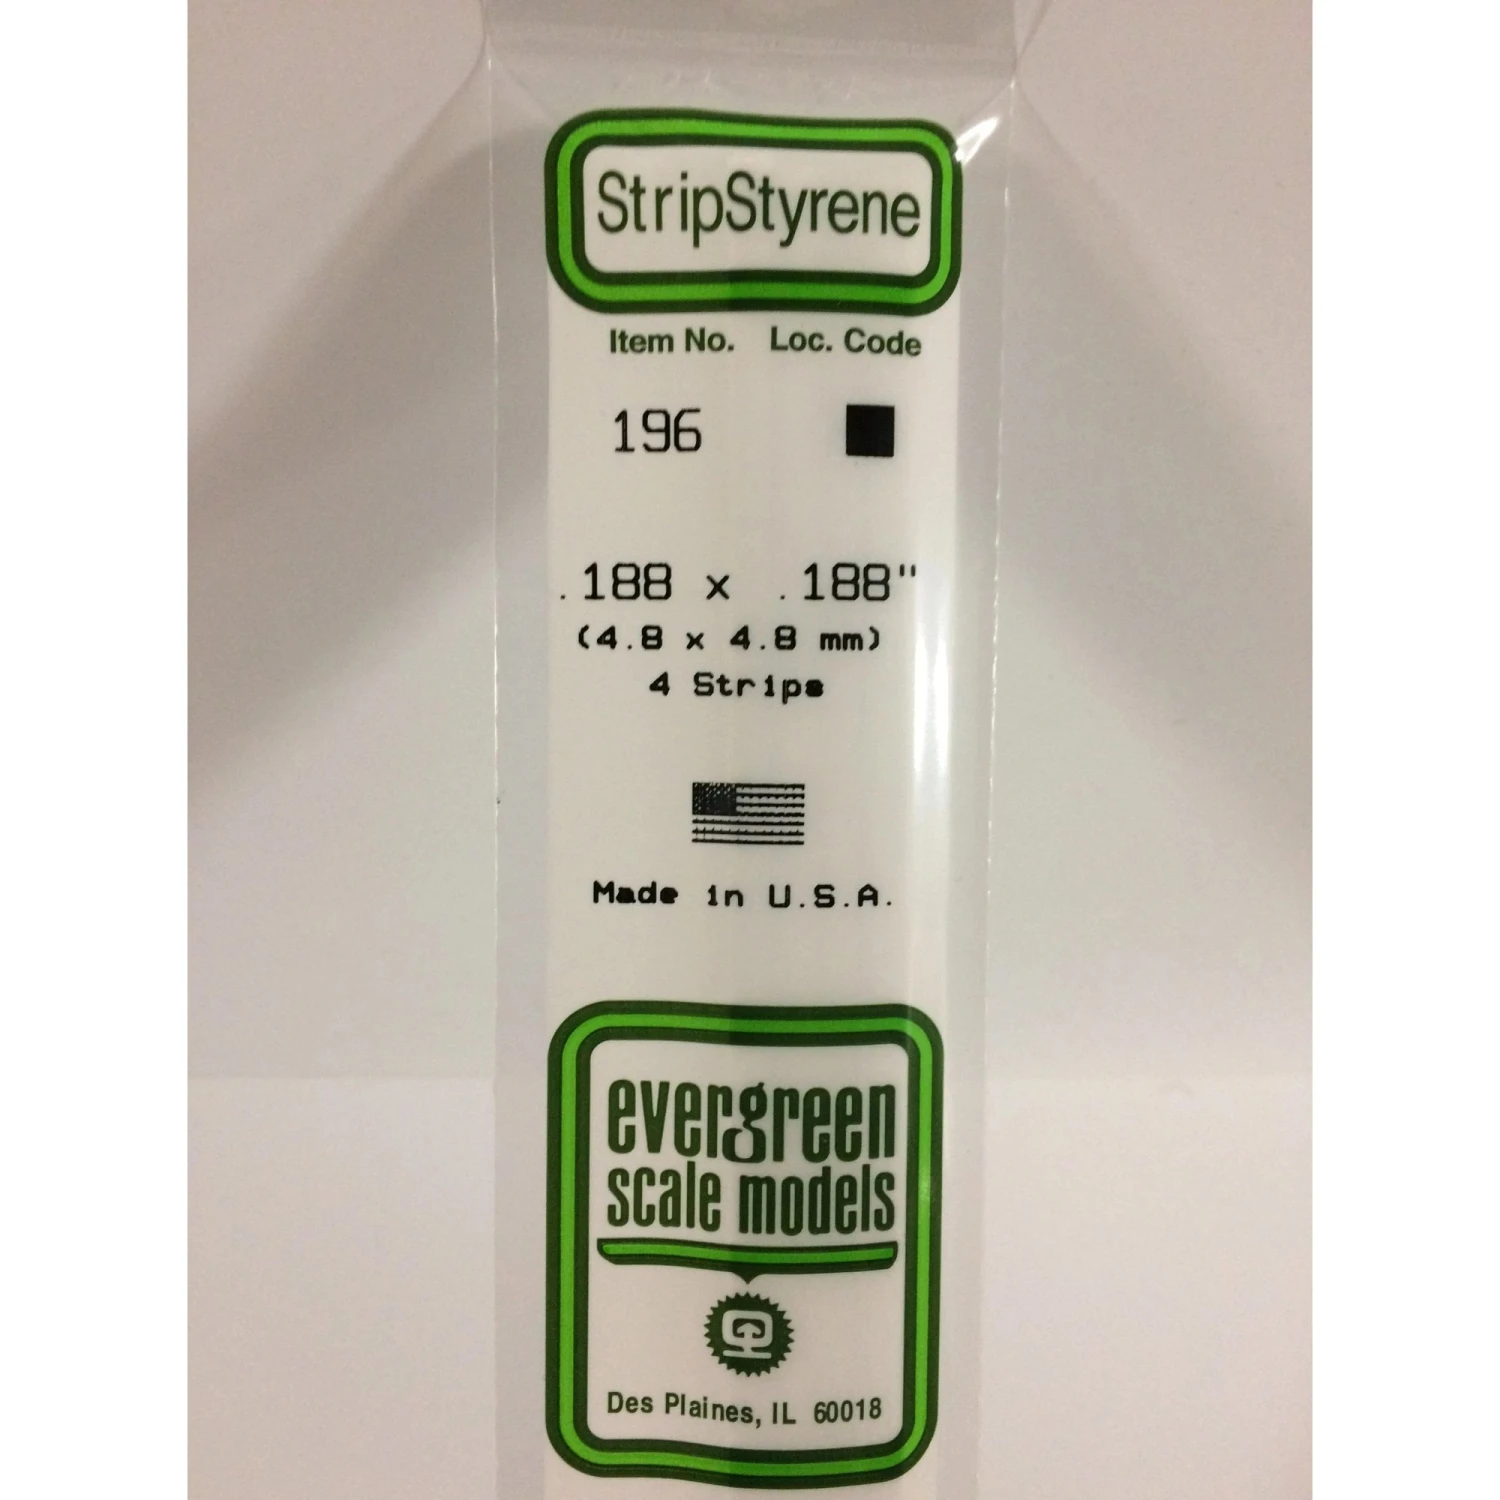 StripStyrene
Item No. Loc. Code
196
.188 x .188"
(4.8 x 4.8 mm)
4 Strips
Made in U.S.A.
evergreen
scale models
Des Plaines, IL 60018